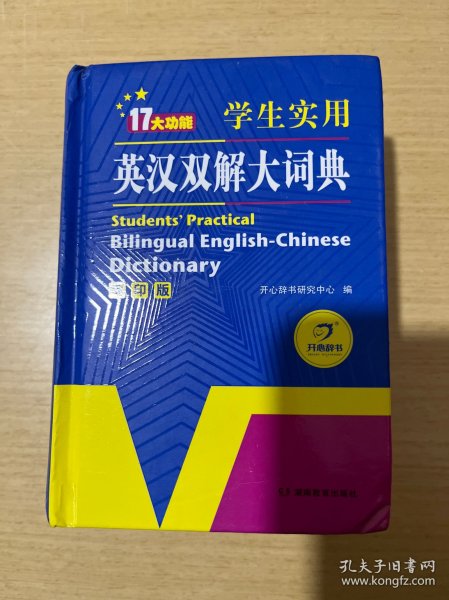 17大功能
学生实用
英汉双解大词典
Students' Practical
Bilingual English-Chinese
Dictionary
印版
开心辞书研究中心 编
开心辞书
孔夫子旧书网
www.kongfz.com